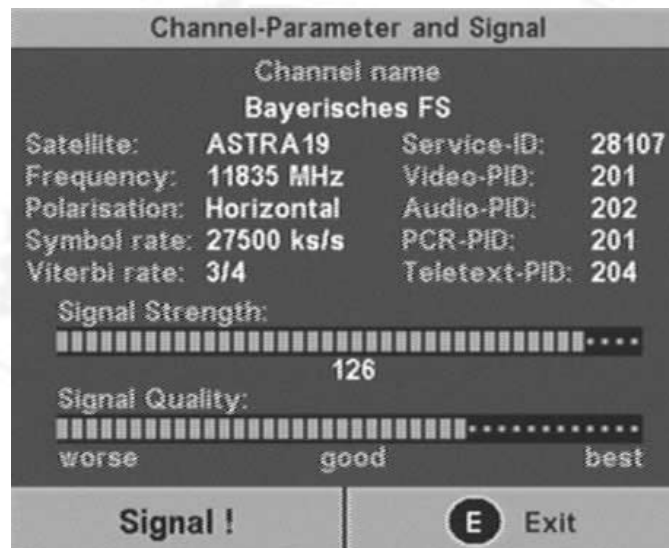 Channel-Parameter and Signal
Channel name
Bayerisches FS
Satellite: ASTRA19 Service-ID: 28107
Frequency: 11835 MHz Video-PID: 201
Polarisation: Horizontal Audio-PID: 202
Symbol rate: 27500 ks/s PCR-PID: 201
Viterbi rate: 3/4 Teletext-PID: 204
Signal Strength:
126
Signal Quality:
worse good best
Signal ! E Exit